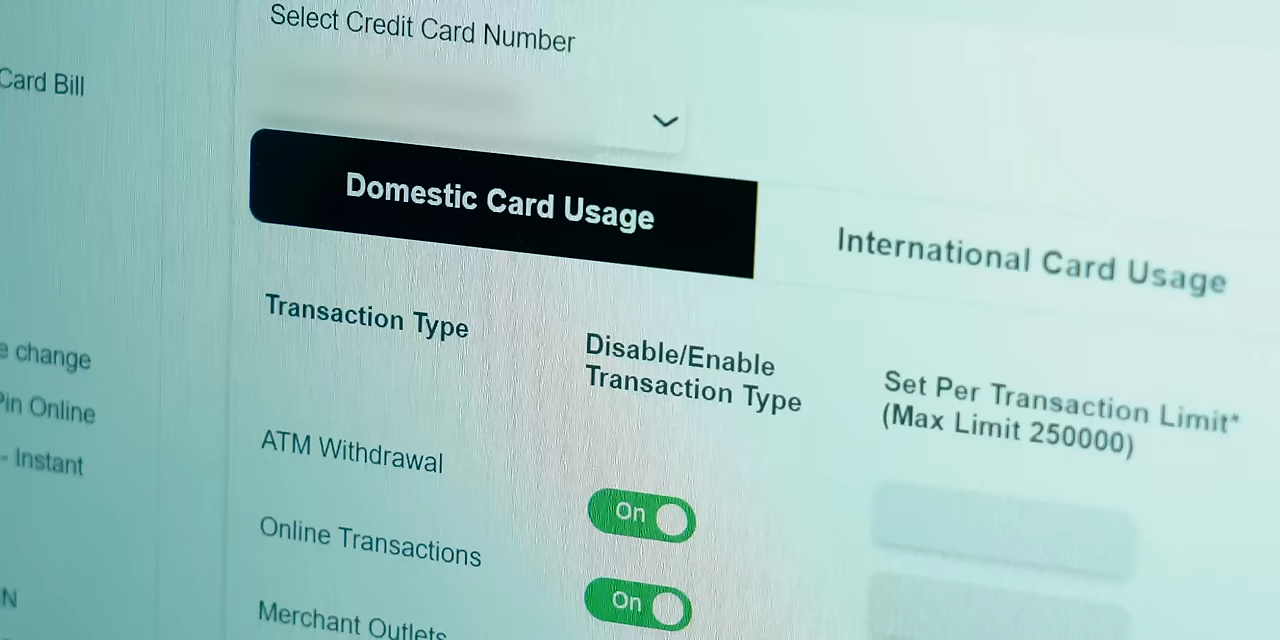 Select Credit Card Number
Card Bill
Domestic Card Usage
International Card Usage
Transaction Type
Disable/Enable
Transaction Type
Set Per Transaction Limit*
(Max Limit 250000)
e change
Pin Online
- Instant
N
ATM Withdrawal
On
Online Transactions
On
Merchant Outlets